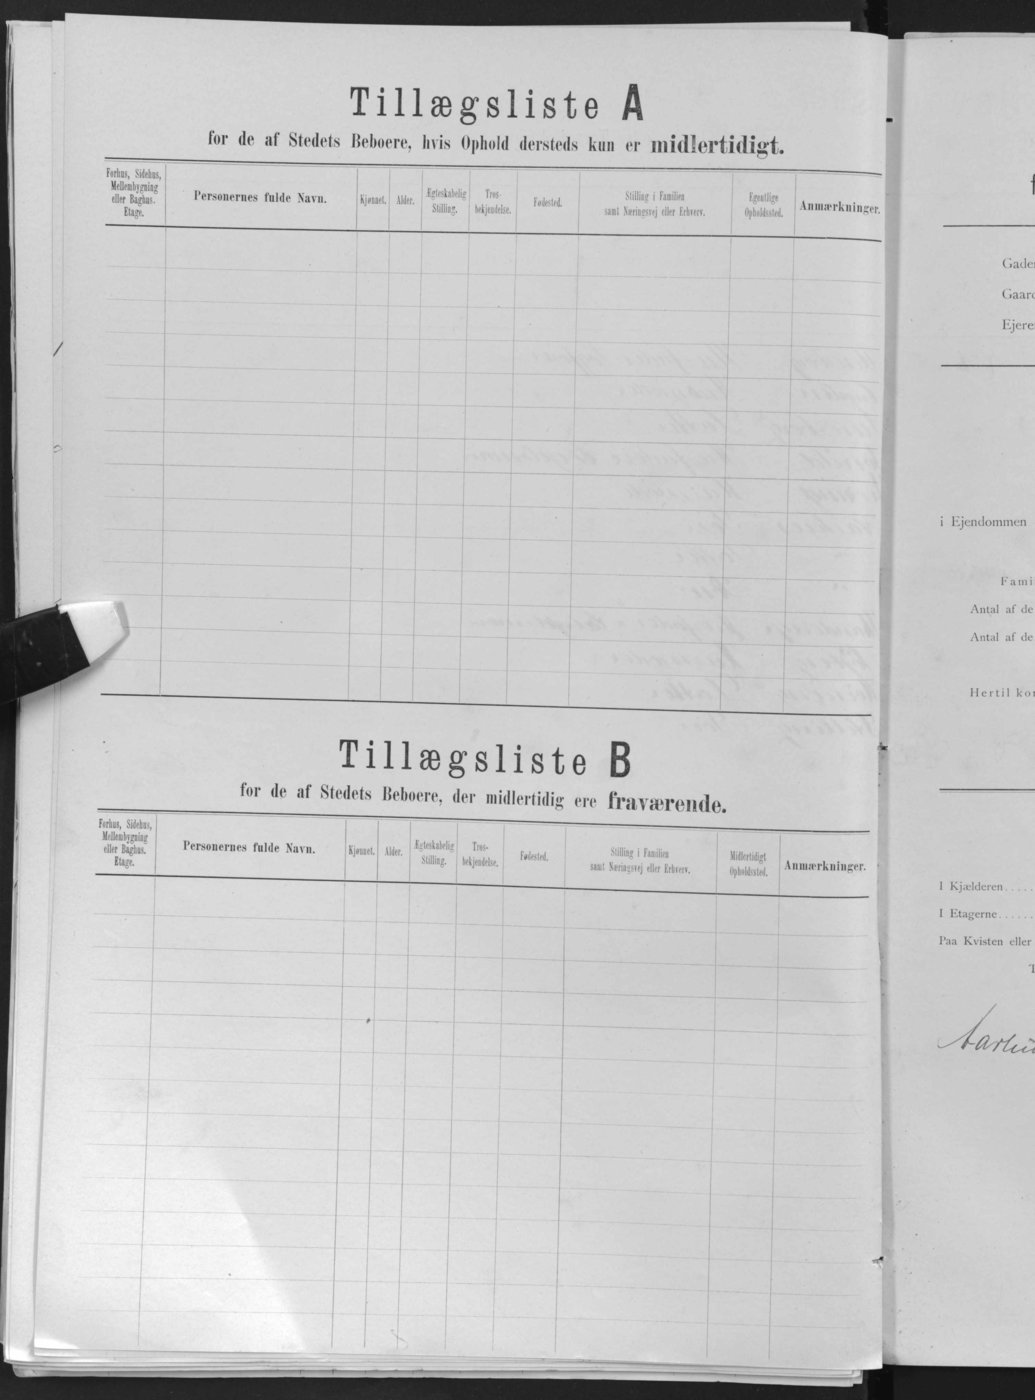 Tillægsliste A
for de af Stedets Beboere, hvis Ophold dersteds kun er midlertidigt.
Forhus, Sidehus,
Mellembygning
eller Baghus.
Etage.
Personernes fulde Navn.
Kjønnet.
Alder.
Ægteskabelig
Stilling.
Tros-
bekjendelse.
Fødested.
Stilling i Familien
samt Næringsvej eller Erhverv.
Egentlige
Opholdssted.
Anmærkninger.
Tillægsliste B
for de af Stedets Beboere, der midlertidig ere fraværende.
Forhus, Sidehus,
Mellembygning
eller Baghus.
Etage.
Personernes fulde Navn.
Kjønnet.
Alder.
Ægteskabelig
Stilling.
Tros-
bekjendelse.
Fødested.
Stilling i Familien
samt Næringsvej eller Erhverv.
Midlertidigt
Opholdssted.
Anmærkninger.
f
Gade
Gaard
Ejere
i Ejendommen
Fami
Antal af de
Antal af de
Hertil ko
I Kjælderen.....
I Etagerne......
Paa Kvisten eller
T
Aarhu